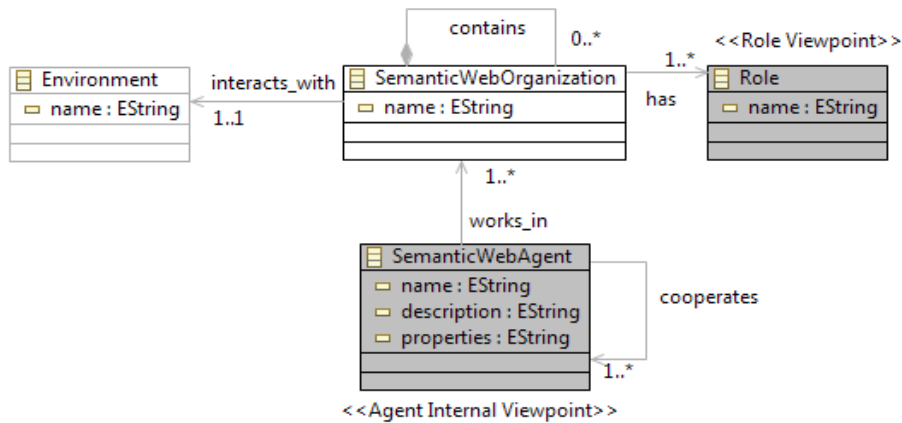 contains
0..*
<<Role Viewpoint>>
Environment
name : EString
interacts_with
1..1
SemanticWebOrganization
name : EString
1..*
has
Role
name : EString
1..*
works_in
SemanticWebAgent
name : EString
description : EString
properties : EString
cooperates
1..*
<<Agent Internal Viewpoint>>